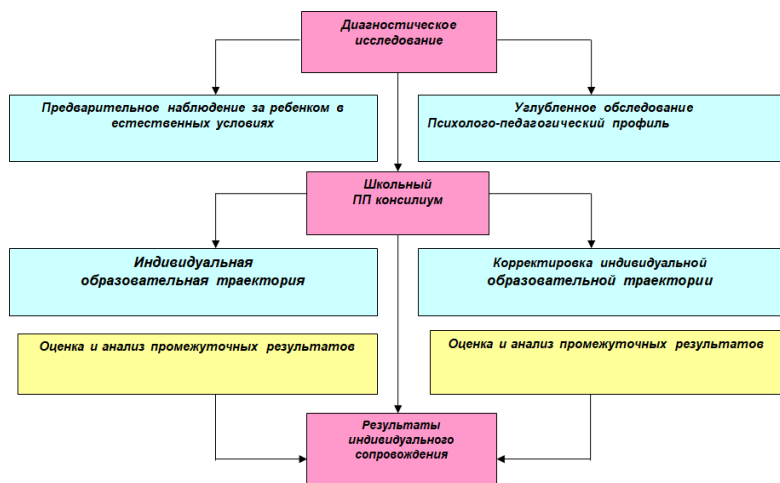 Диагностическое
исследование
Предварительное наблюдение за ребенком в
естественных условиях
Углубленное обследование
Психолого-педагогический профиль
Школьный
ПП консилиум
Индивидуальная
образовательная траектория
Корректировка индивидуальной
образовательной траектории
Оценка и анализ промежуточных результатов
Оценка и анализ промежуточных результатов
Результаты
индивидуального
сопровождения